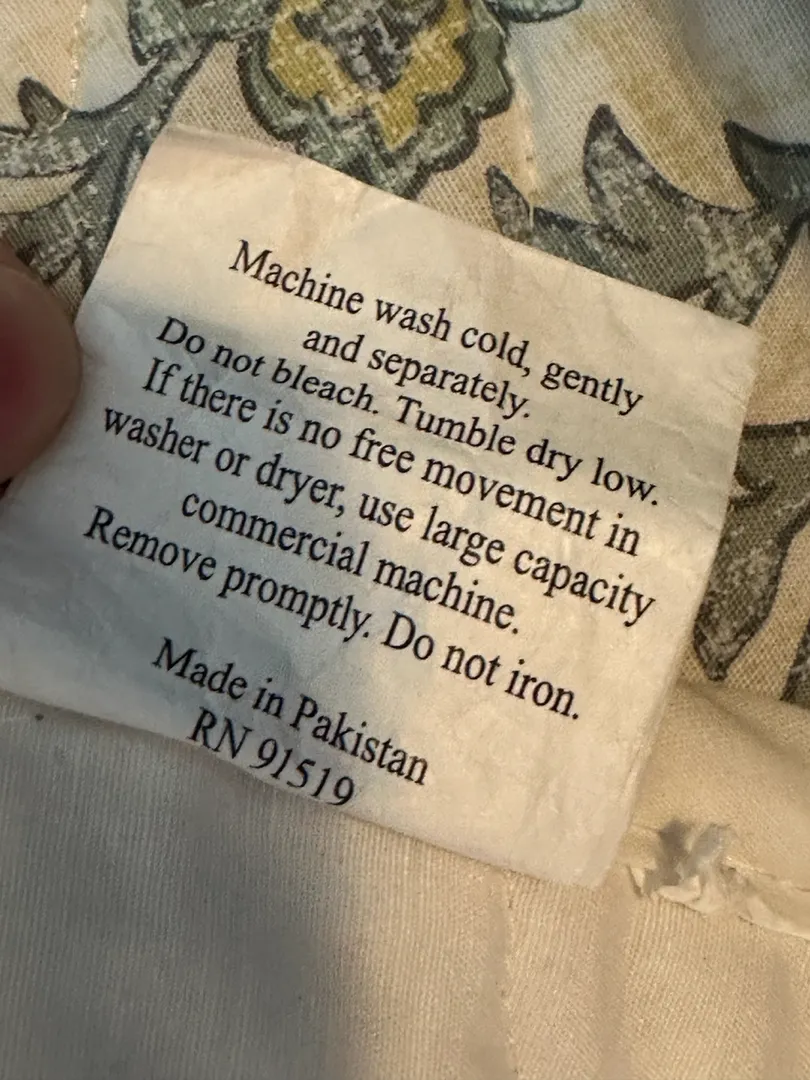 Machine wash cold, gently
and separately.
Do not bleach. Tumble dry low.
If there is no free movement in
washer or dryer, use large capacity
commercial machine.
Remove promptly. Do not iron.
Made in Pakistan
RN 91519